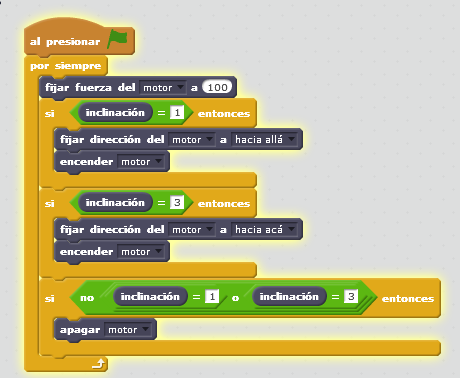 al presionar
por siempre
fijar fuerza del motor a 100
si inclinación = 1 entonces
fijar dirección del motor a hacia allá
encender motor
si inclinación = 3 entonces
fijar dirección del motor a hacia acá
encender motor
si no inclinación = 1 o inclinación = 3 entonces
apagar motor